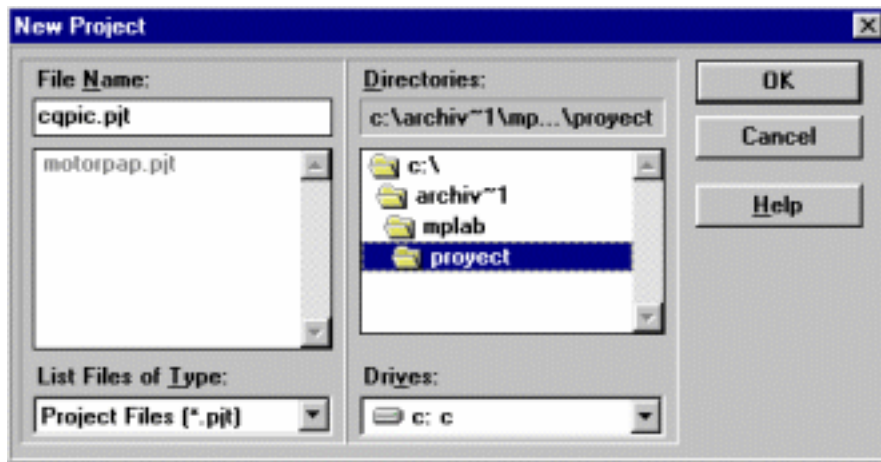 New Project
File Name:
cqpic.pjt
motorpap.pjt
List Files of Type:
Project Files (*.pjt)
Directories:
c:\archiv~1\mp...\proyect
c:\
archiv~1
mplab
proyect
Drives:
c: c
OK
Cancel
Help